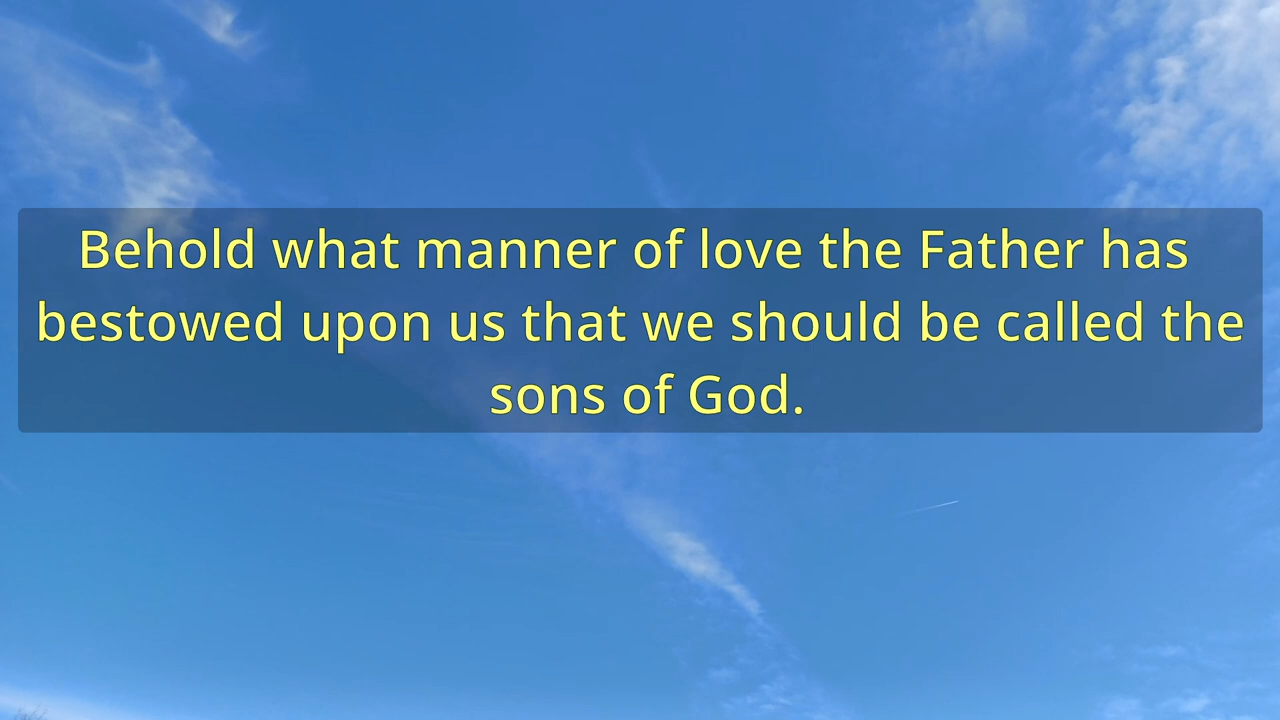 Behold what manner of love the Father has
bestowed upon us that we should be called the
sons of God.